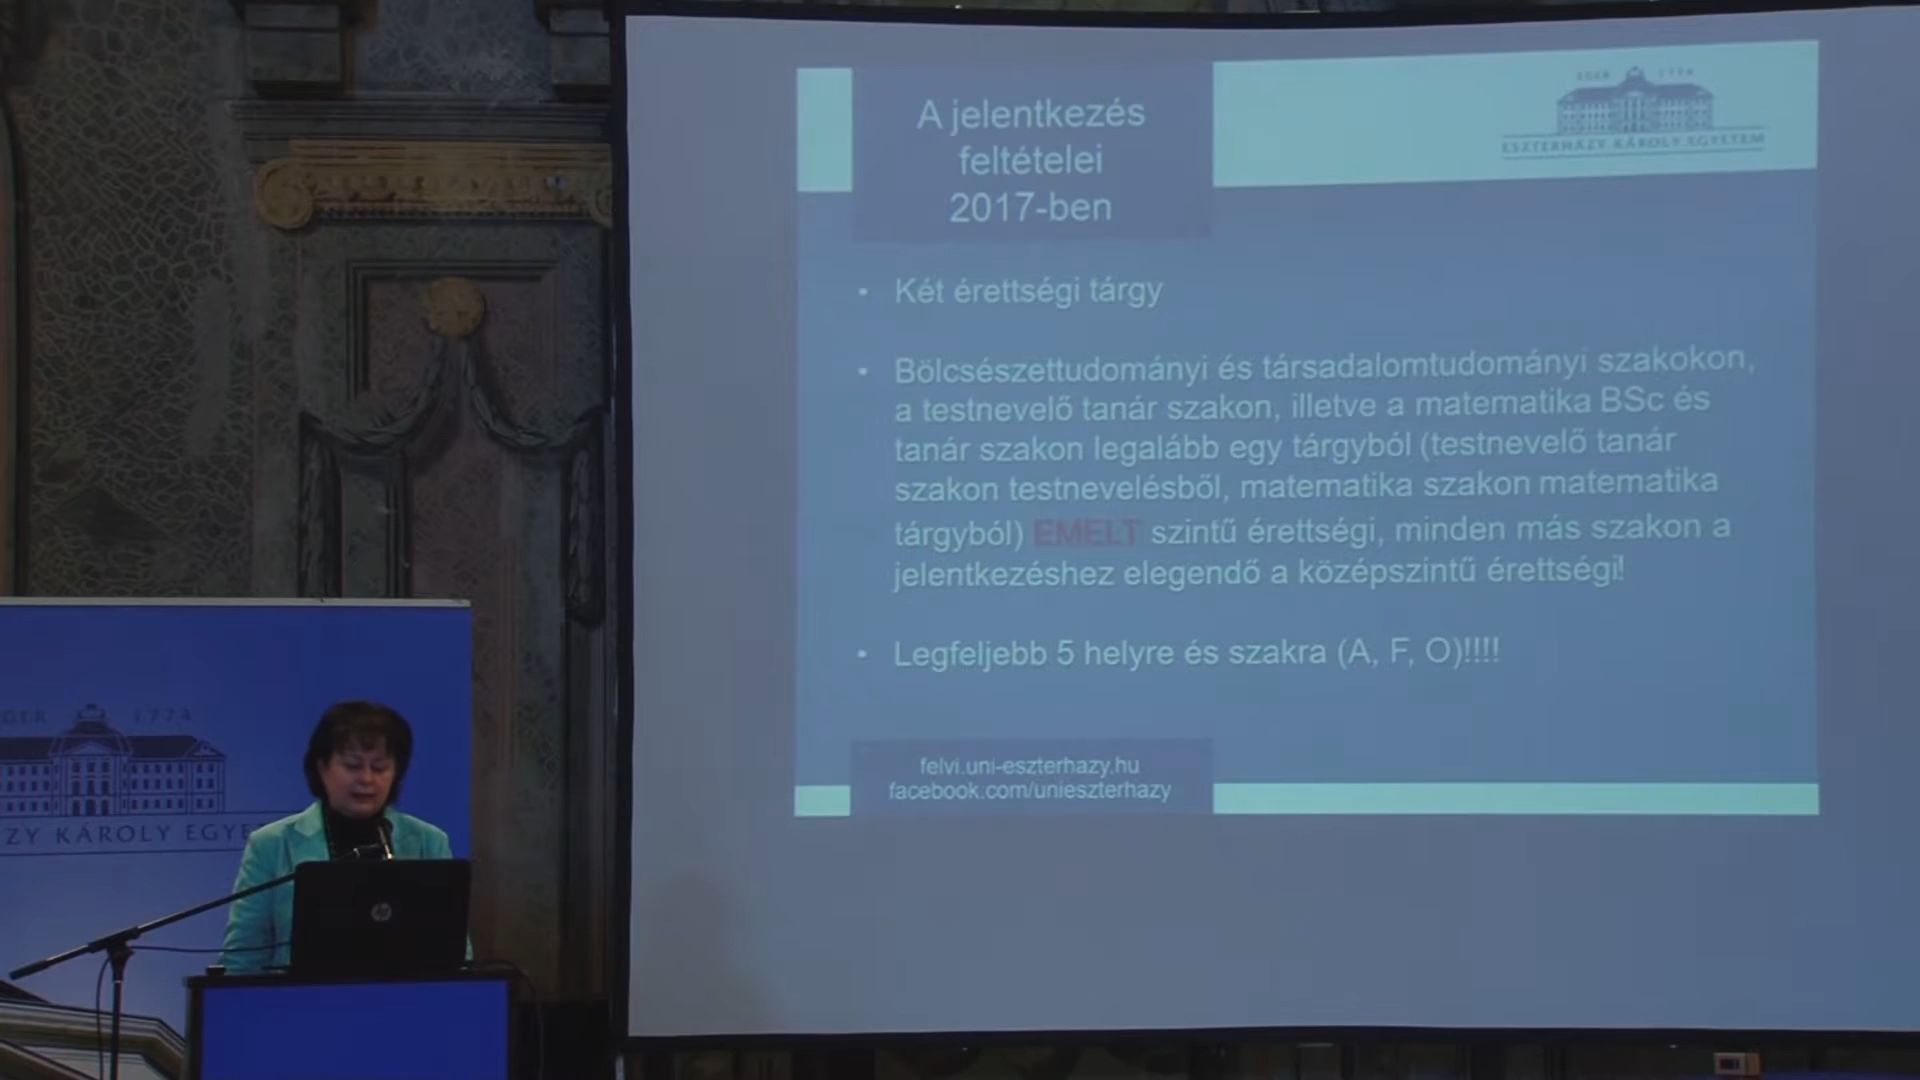 A jelentkezés
feltételei
2017-ben
EGER 1774
ESZTERHÁZY KÁROLY EGYETEM
• Két érettségi tárgy
• Bölcsészettudományi és társadalomtudományi szakokon,
a testnevelő tanár szakon, illetve a matematika BSc és
tanár szakon legalább egy tárgyból (testnevelő tanár
szakon testnevelésből, matematika szakon matematika
tárgyból) EMELT szintű érettségi, minden más szakon a
jelentkezéshez elegendő a középszintű érettségi!
• Legfeljebb 5 helyre és szakra (A, F, O)!!!!
felvi.uni-eszterhazy.hu
facebook.com/unieszterhazy
GER 1774
ZY KÁROLY EGYE
hp